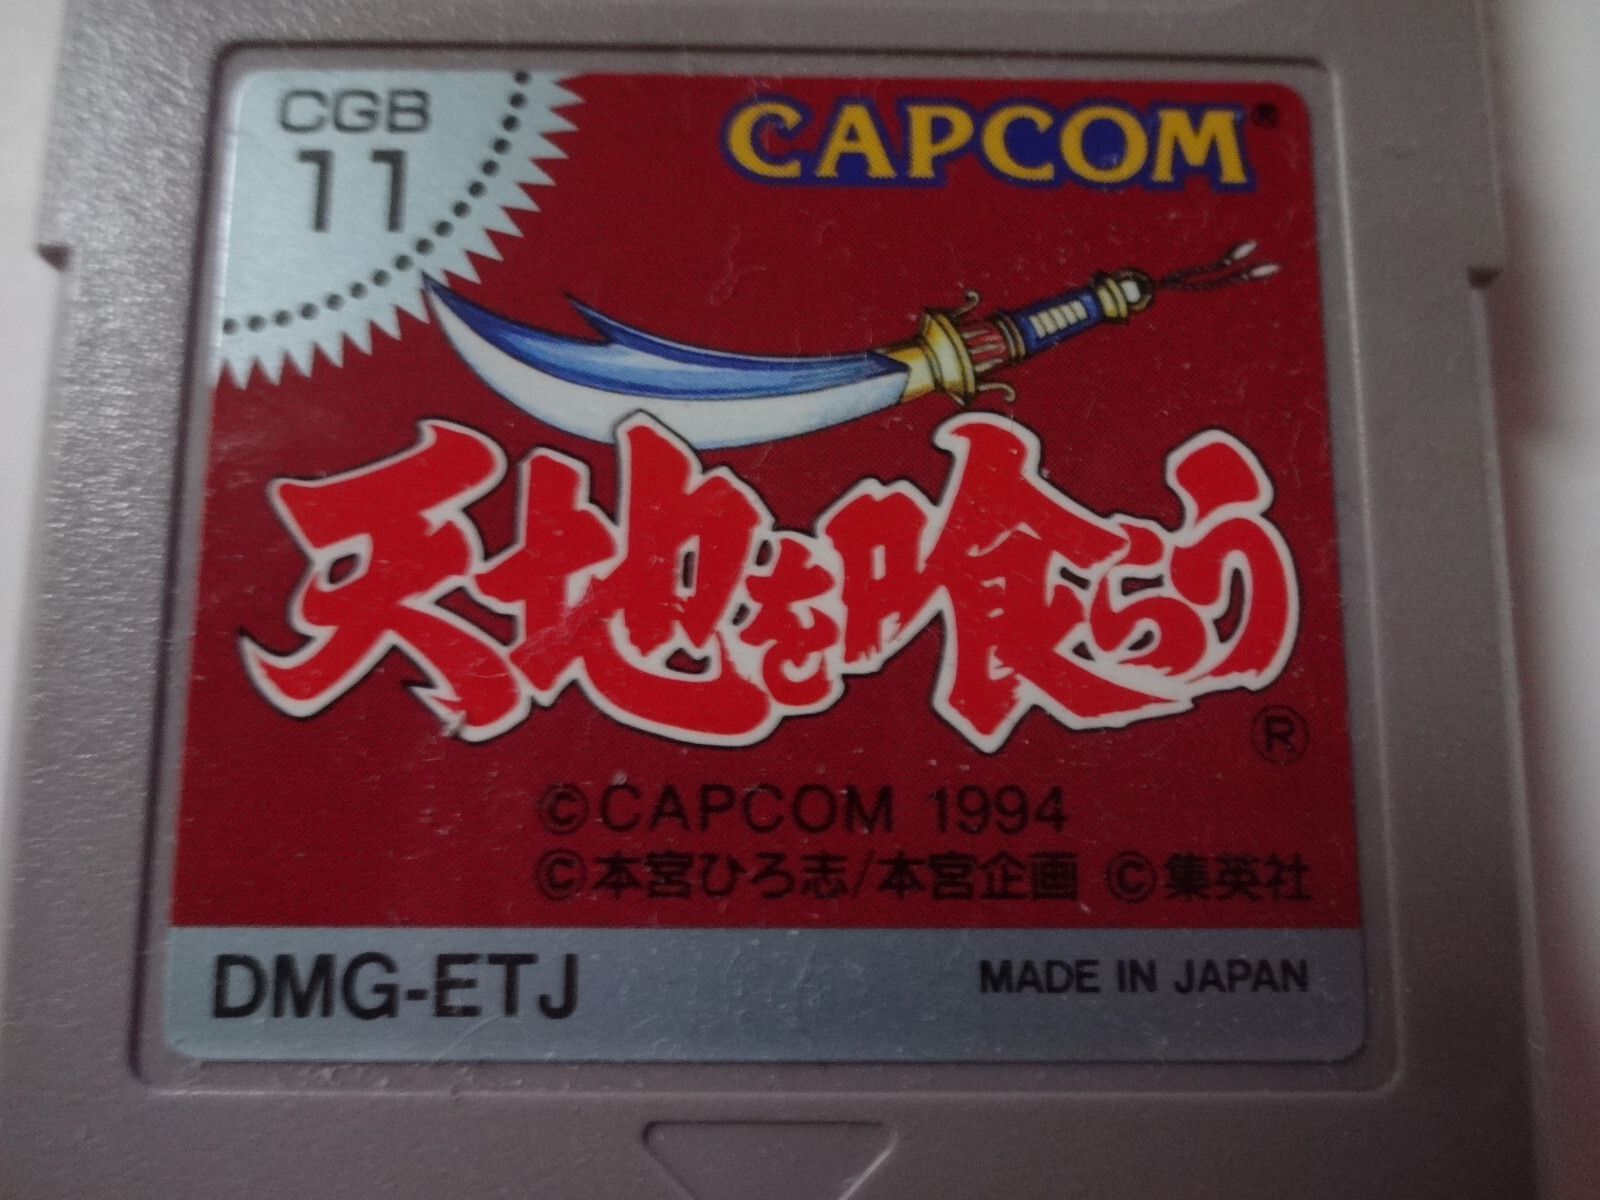 CGB
11
CAPCOM®
天地を喰らう
®
©CAPCOM 1994
©本宮ひろ志/本宮企画 ©集英社
DMG-ETJ
MADE IN JAPAN